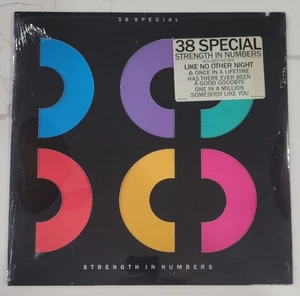 38 SPECIAL
38 SPECIAL
STRENGTH IN NUMBERS
LIKE NO OTHER NIGHT
& ONCE IN A LIFETIME
HAS THERE EVER BEEN
A GOOD GOODBYE
ONE IN A MILLION
SOMEBODY LIKE YOU
STRENGTH IN NUMBERS